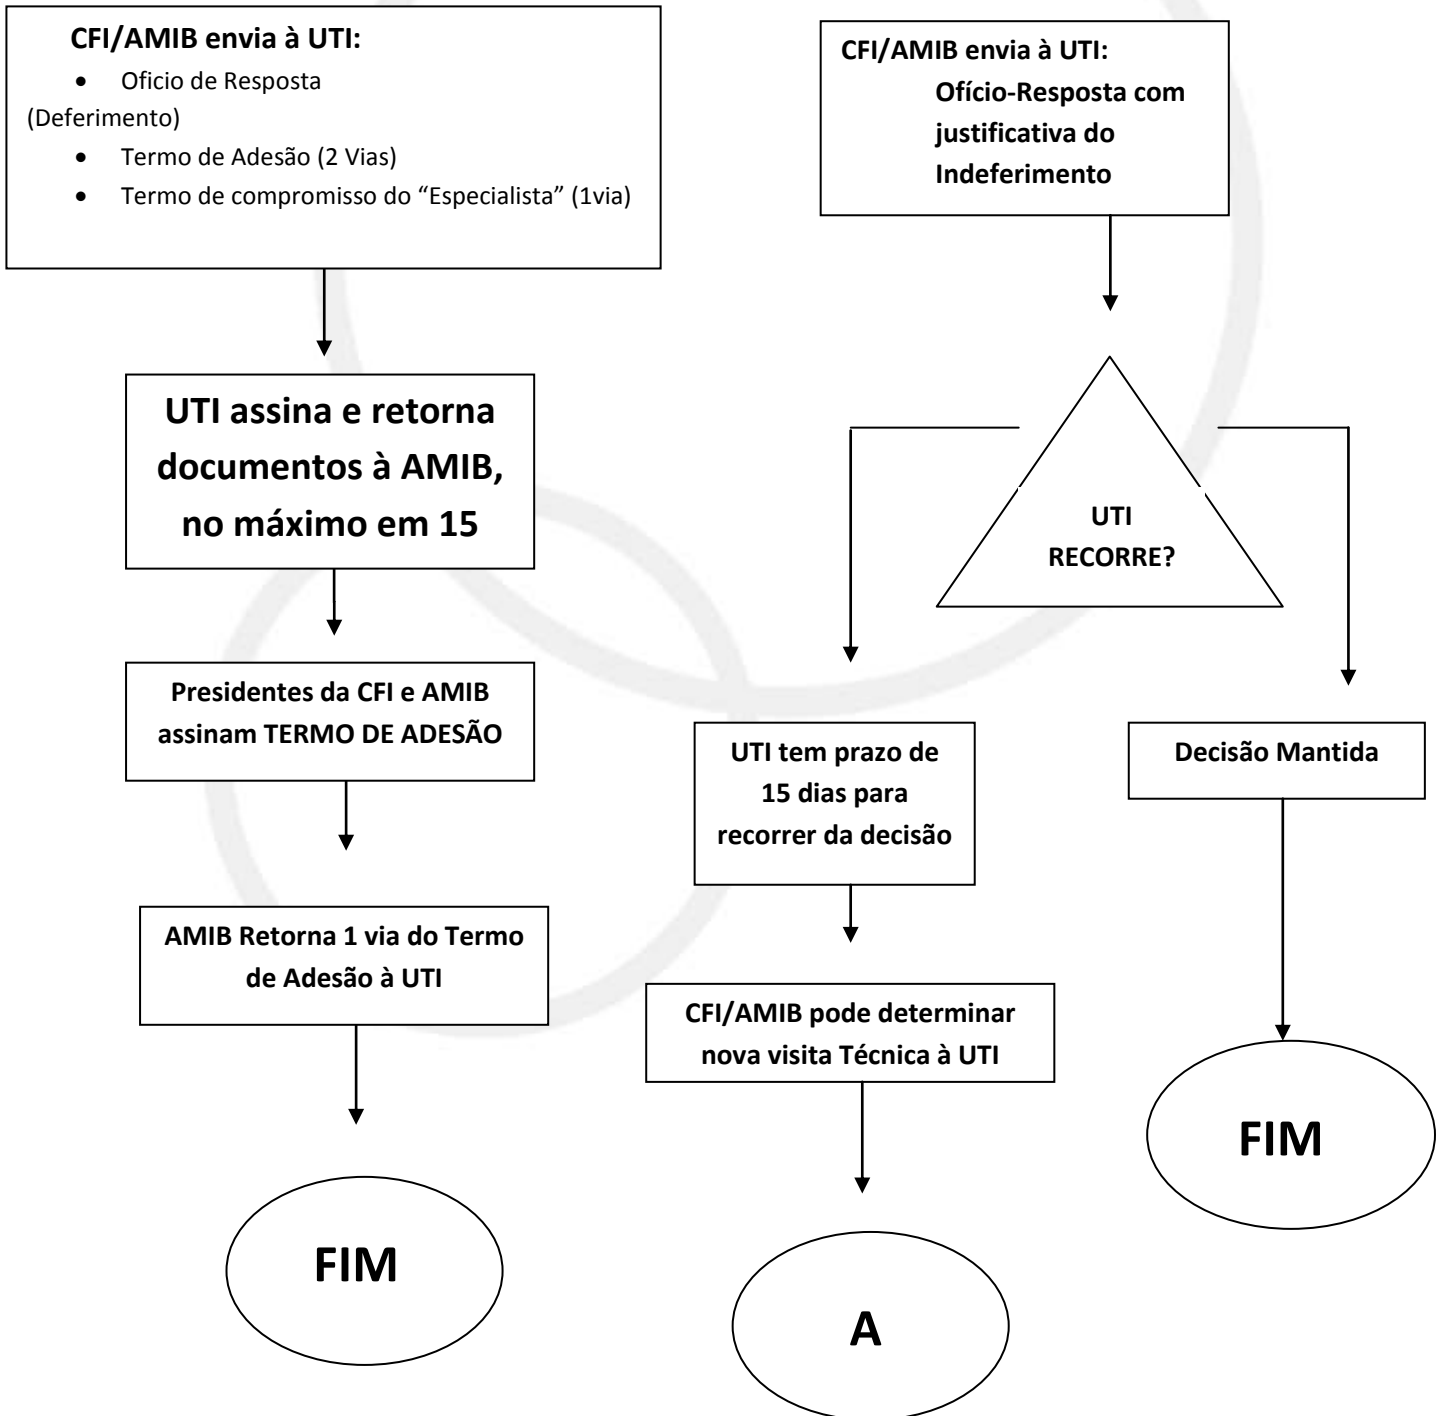 CFI/AMIB envia à UTI:
• Oficio de Resposta
(Deferimento)
• Termo de Adesão (2 Vias)
• Termo de compromisso do “Especialista” (1via)
UTI assina e retorna
documentos à AMIB,
no máximo em 15
Presidentes da CFI e AMIB
assinam TERMO DE ADESÃO
AMIB Retorna 1 via do Termo
de Adesão à UTI
FIM
CFI/AMIB envia à UTI:
Ofício-Resposta com
justificativa do
Indeferimento
UTI
RECORRE?
UTI tem prazo de
15 dias para
recorrer da decisão
CFI/AMIB pode determinar
nova visita Técnica à UTI
A
Decisão Mantida
FIM